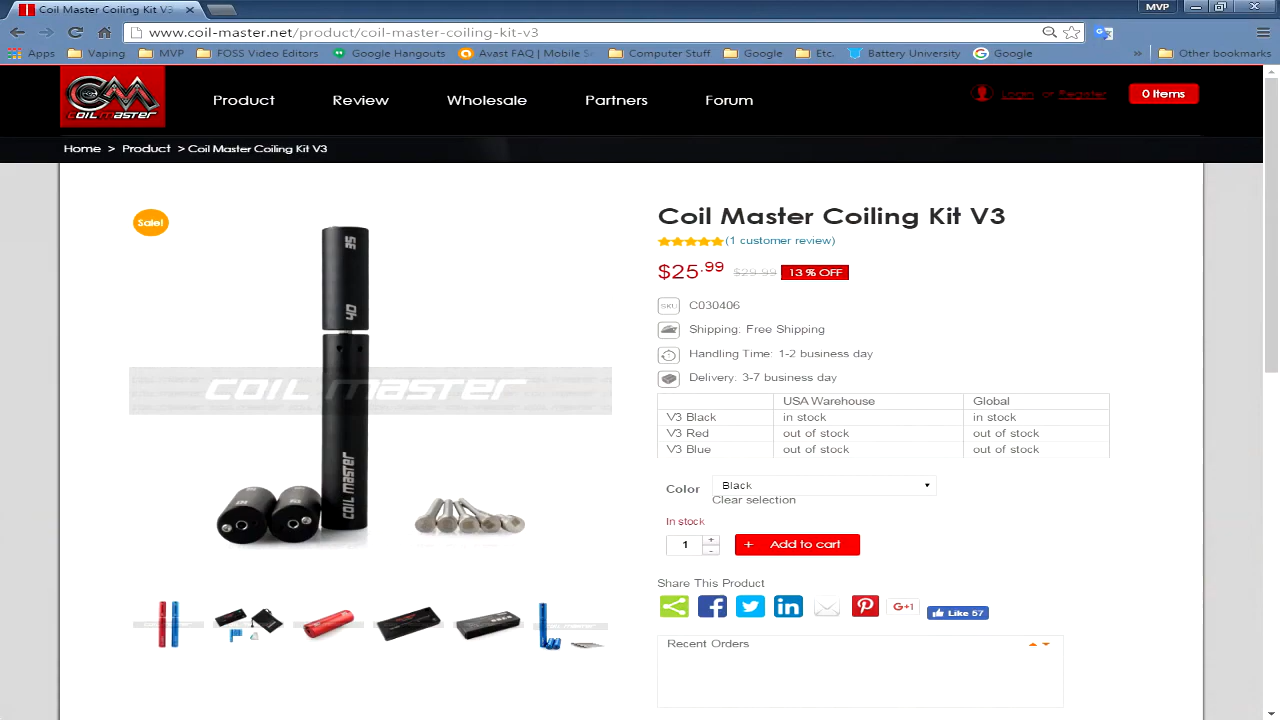 Coil Master Coiling Kit V3
MVP
www.coil-master.net/product/coil-master-coiling-kit-v3
Apps Vaping MVP FOSS Video Editors Google Hangouts Avast FAQ | Mobile Computer Stuff Google Etc. Battery University Google » Other bookmarks
CM
COIL MASTER
Product Review Wholesale Partners Forum
Login or Register
0 Items
Home > Product > Coil Master Coiling Kit V3
Sale!
35
40
COIL MASTER
COIL MASTER
Coil Master Coiling Kit V3
(1 customer review)
$25.99 $29.99 13 % OFF
SKU C030406
Shipping: Free Shipping
Handling Time: 1-2 business day
Delivery: 3-7 business day
USA Warehouse Global
V3 Black in stock in stock
V3 Red out of stock out of stock
V3 Blue out of stock out of stock
Color Black
Clear selection
In stock
1 + - + Add to cart
Share This Product
G+1 Like 57
Recent Orders